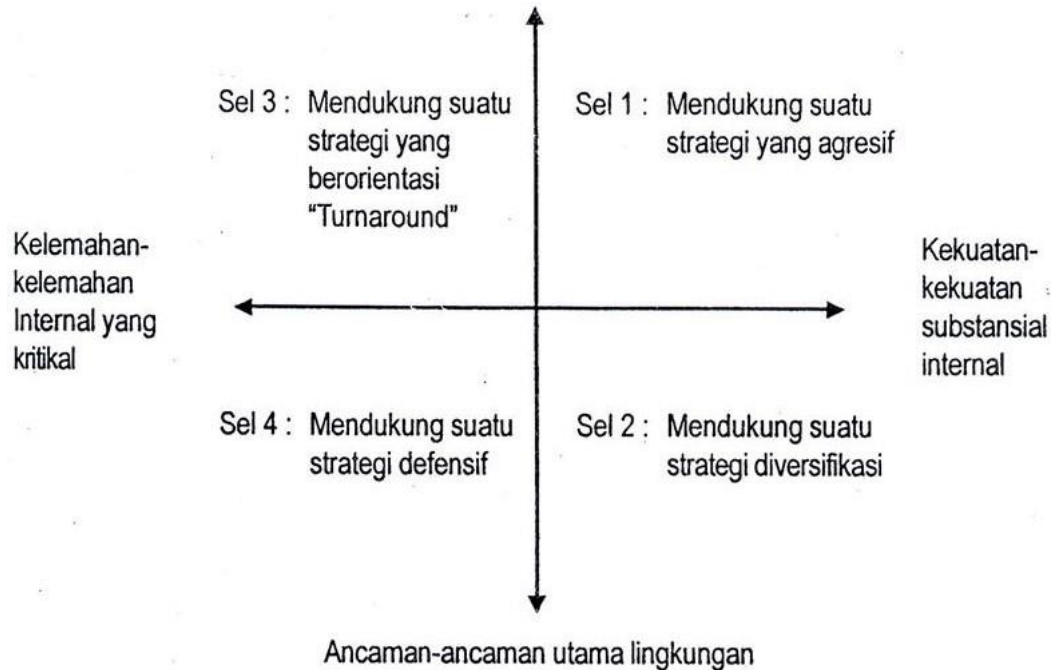 Sel 3 : Mendukung suatu
strategi yang
berorientasi
“Turnaround”
Sel 1 : Mendukung suatu
strategi yang agresif
Kelemahan-
kelemahan
Internal yang
kritikal
Kekuatan-
kekuatan
substansial
internal
Sel 4 : Mendukung suatu
strategi defensif
Sel 2 : Mendukung suatu
strategi diversifikasi
Ancaman-ancaman utama lingkungan